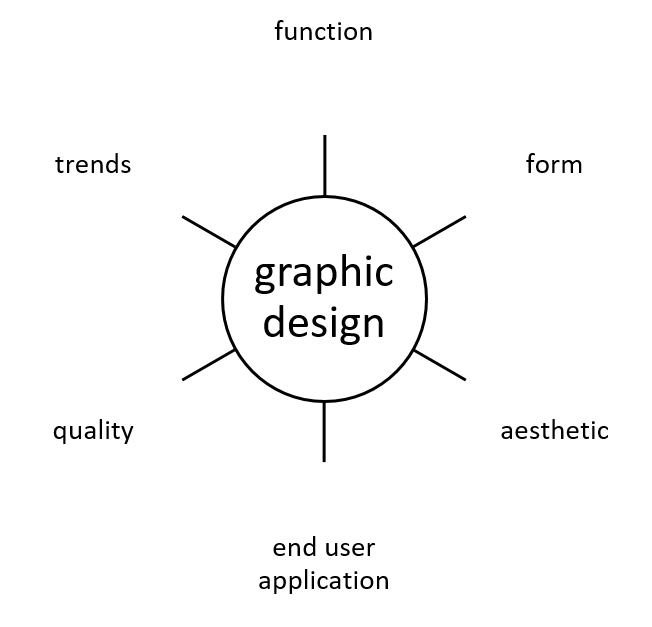 function
trends
form
graphic
design
quality
aesthetic
end user
application